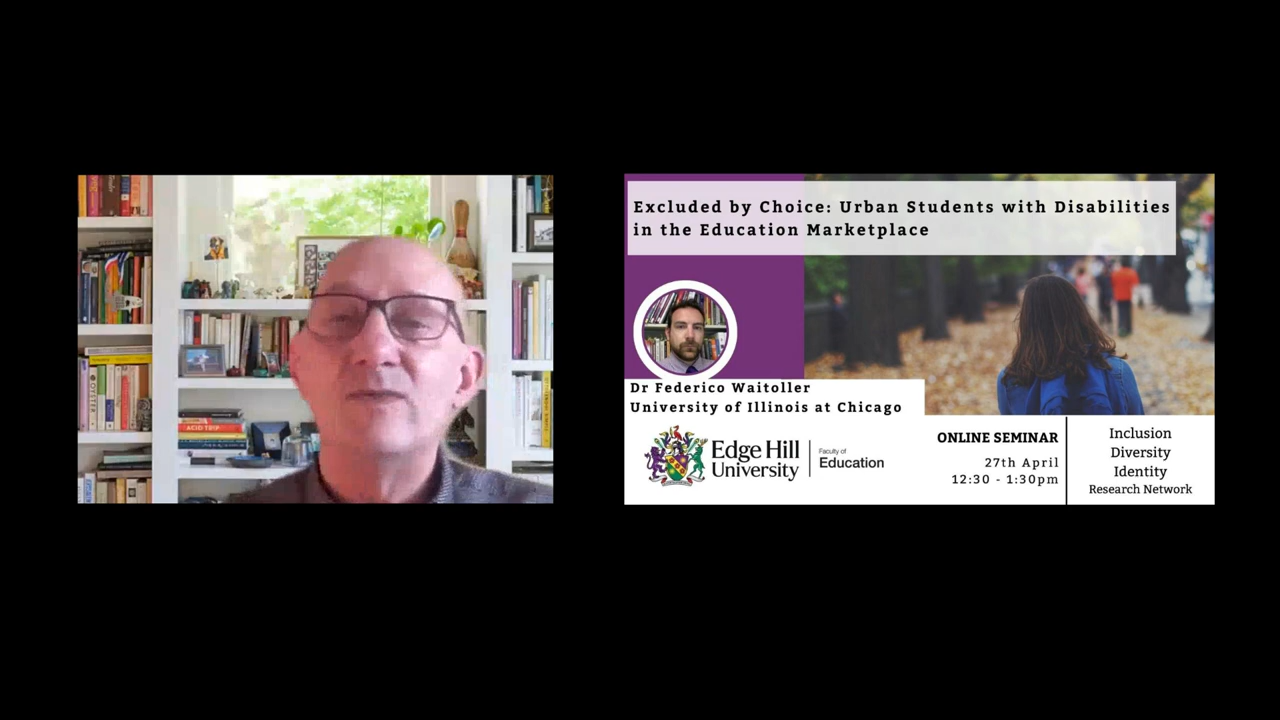 Excluded by Choice: Urban Students with Disabilities
in the Education Marketplace
Dr Federico Waitoller
University of Illinois at Chicago
Edge Hill
University
Faculty of
Education
ONLINE SEMINAR
27th April
12:30 - 1:30pm
Inclusion
Diversity
Identity
Research Network
ACID TRIP